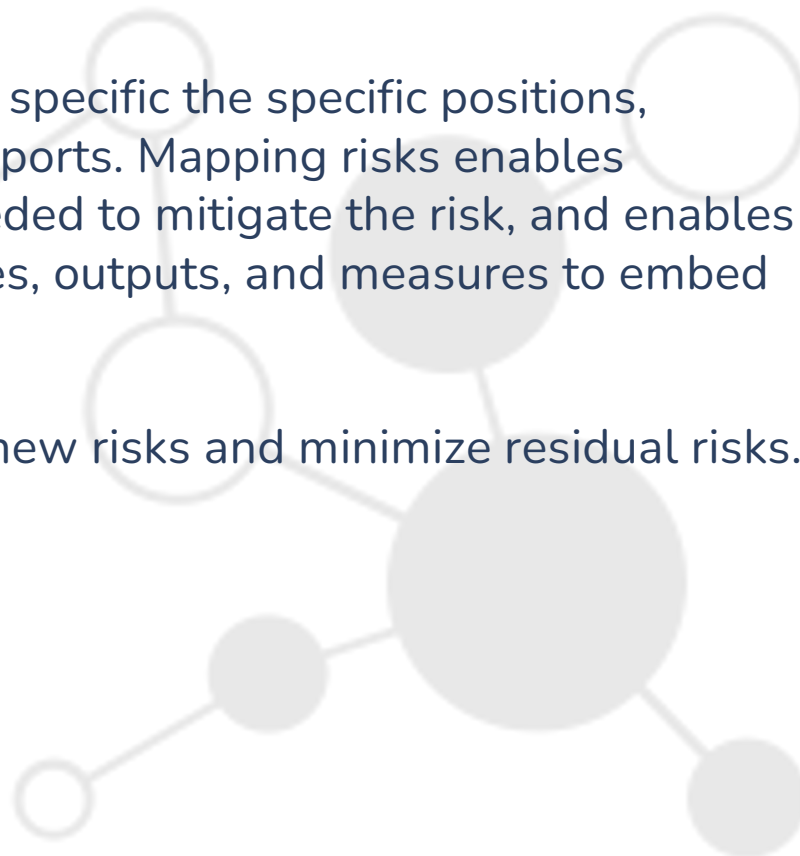 specific the specific positions,
ports. Mapping risks enables
ded to mitigate the risk, and enables
es, outputs, and measures to embed
new risks and minimize residual risks.